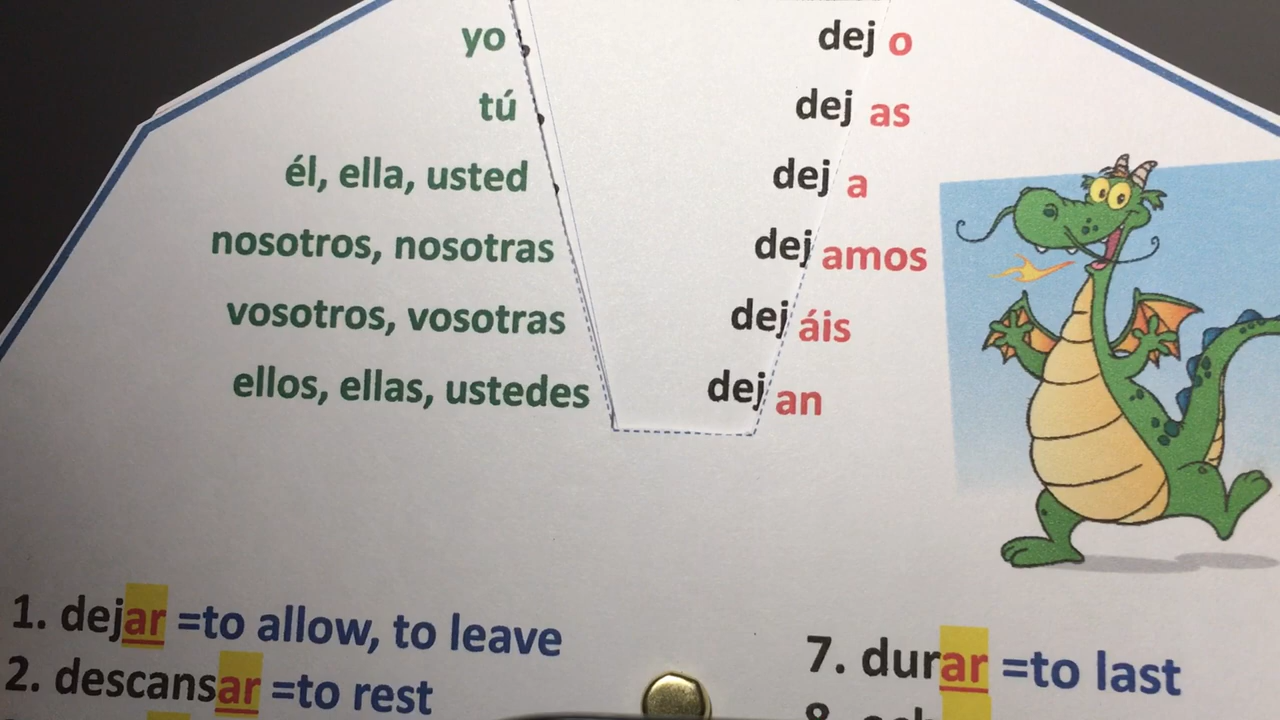 yo dej o
tú dej as
él, ella, usted dej a
nosotros, nosotras dej amos
vosotros, vosotras dej áis
ellos, ellas, ustedes dej an
1. dejar =to allow, to leave
2. descansar =to rest
7. durar =to last
8.